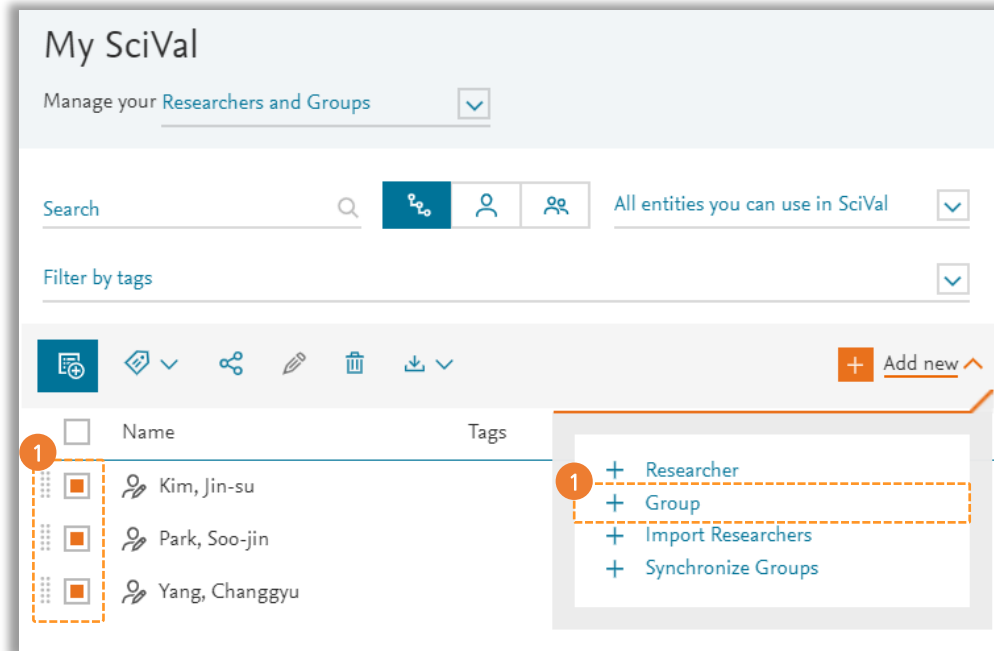 My SciVal
Manage your Researchers and Groups
Search
All entities you can use in SciVal
Filter by tags
Add new
Name Tags
1
Kim, Jin-su
Park, Soo-jin
Yang, Changgyu
1
Researcher
Group
Import Researchers
Synchronize Groups